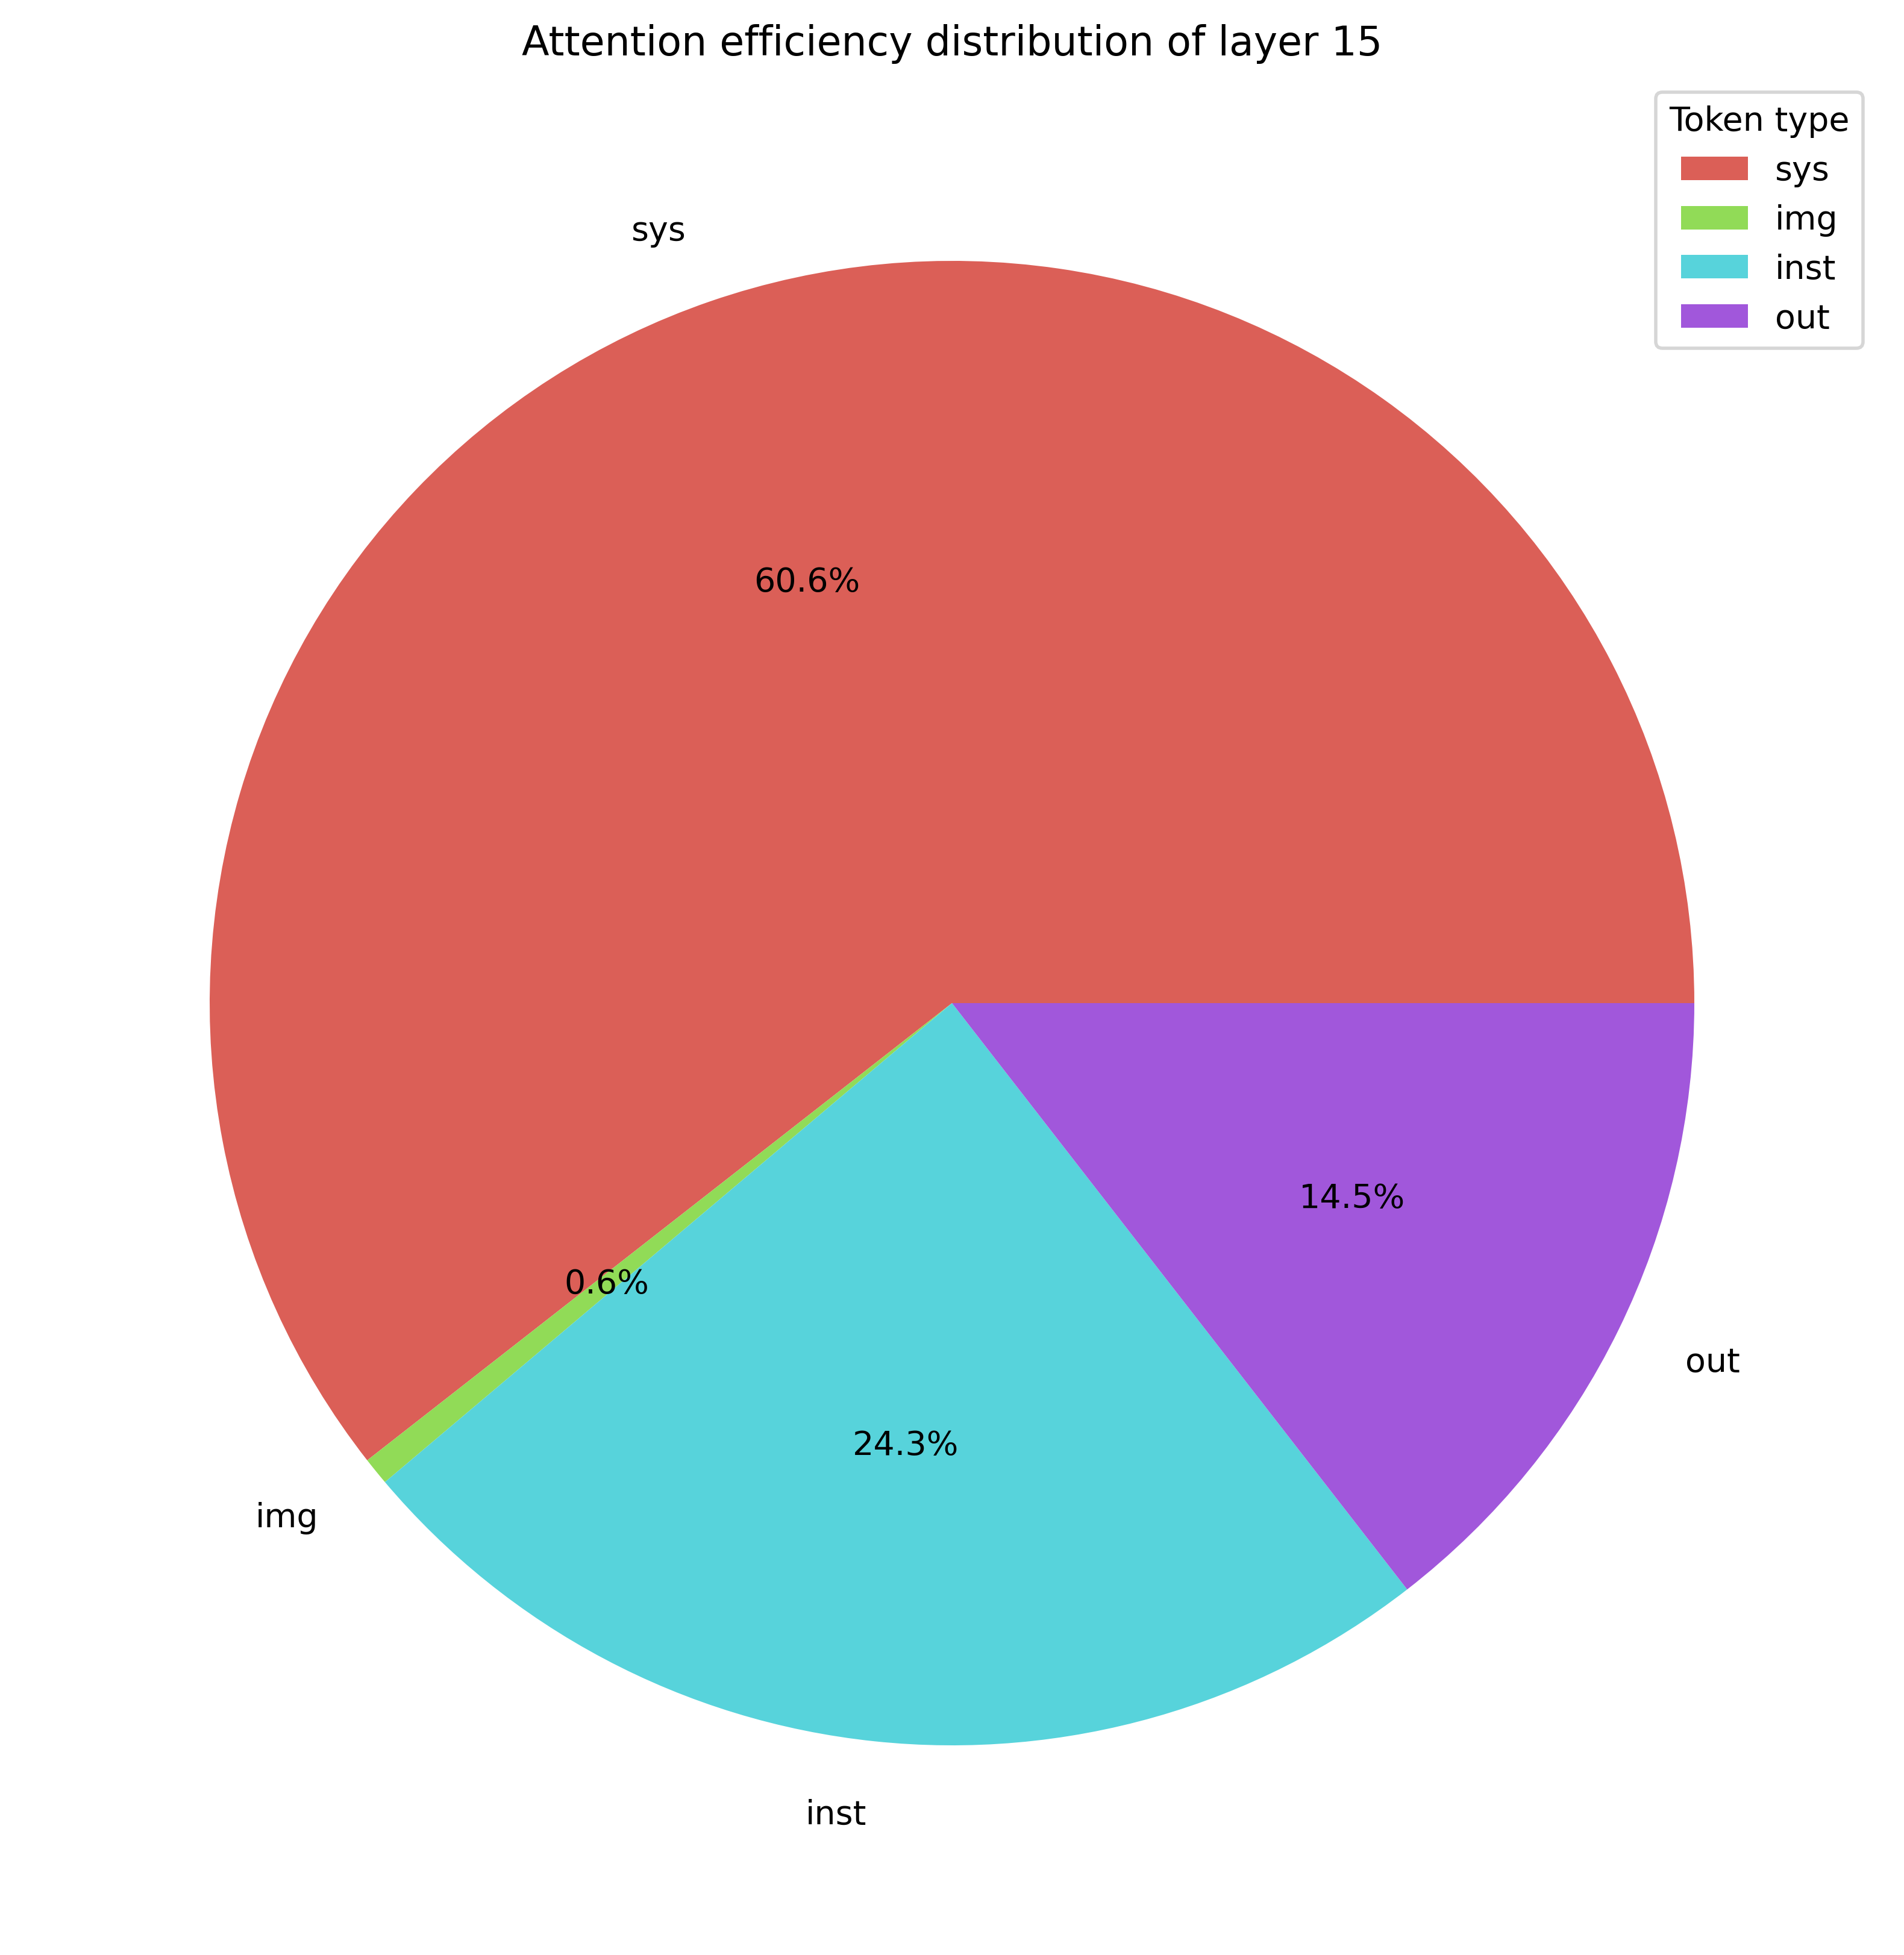 Attention efficiency distribution of layer 15
Token type
sys
img
inst
out
sys
60.6%
14.5%
0.6%
out
24.3%
img
inst